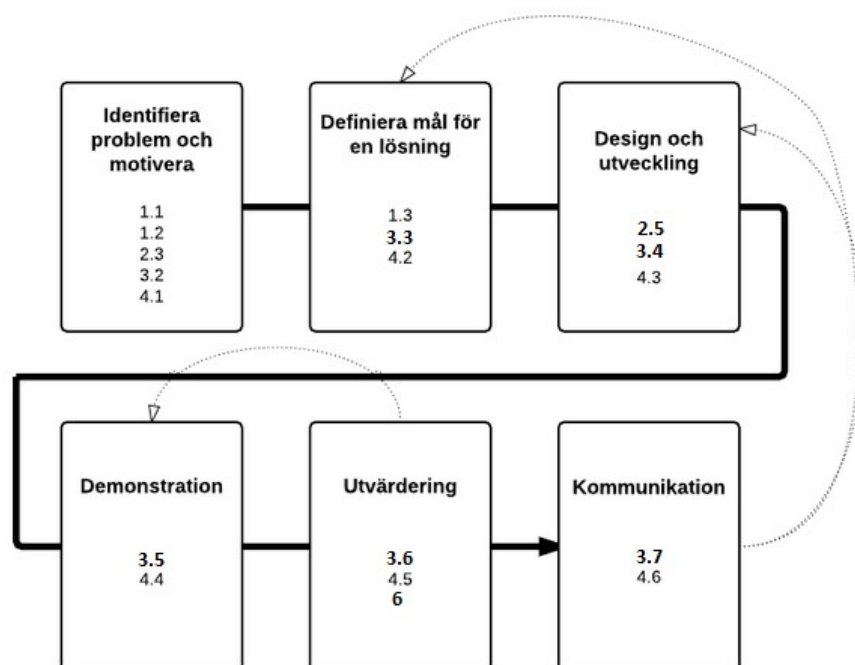 Identifiera
problem och
motivera
1.1
1.2
2.3
3.2
4.1
Definiera mål för
en lösning
1.3
3.3
4.2
Design och
utveckling
2.5
3.4
4.3
Demonstration
3.5
4.4
Utvärdering
3.6
4.5
6
Kommunikation
3.7
4.6